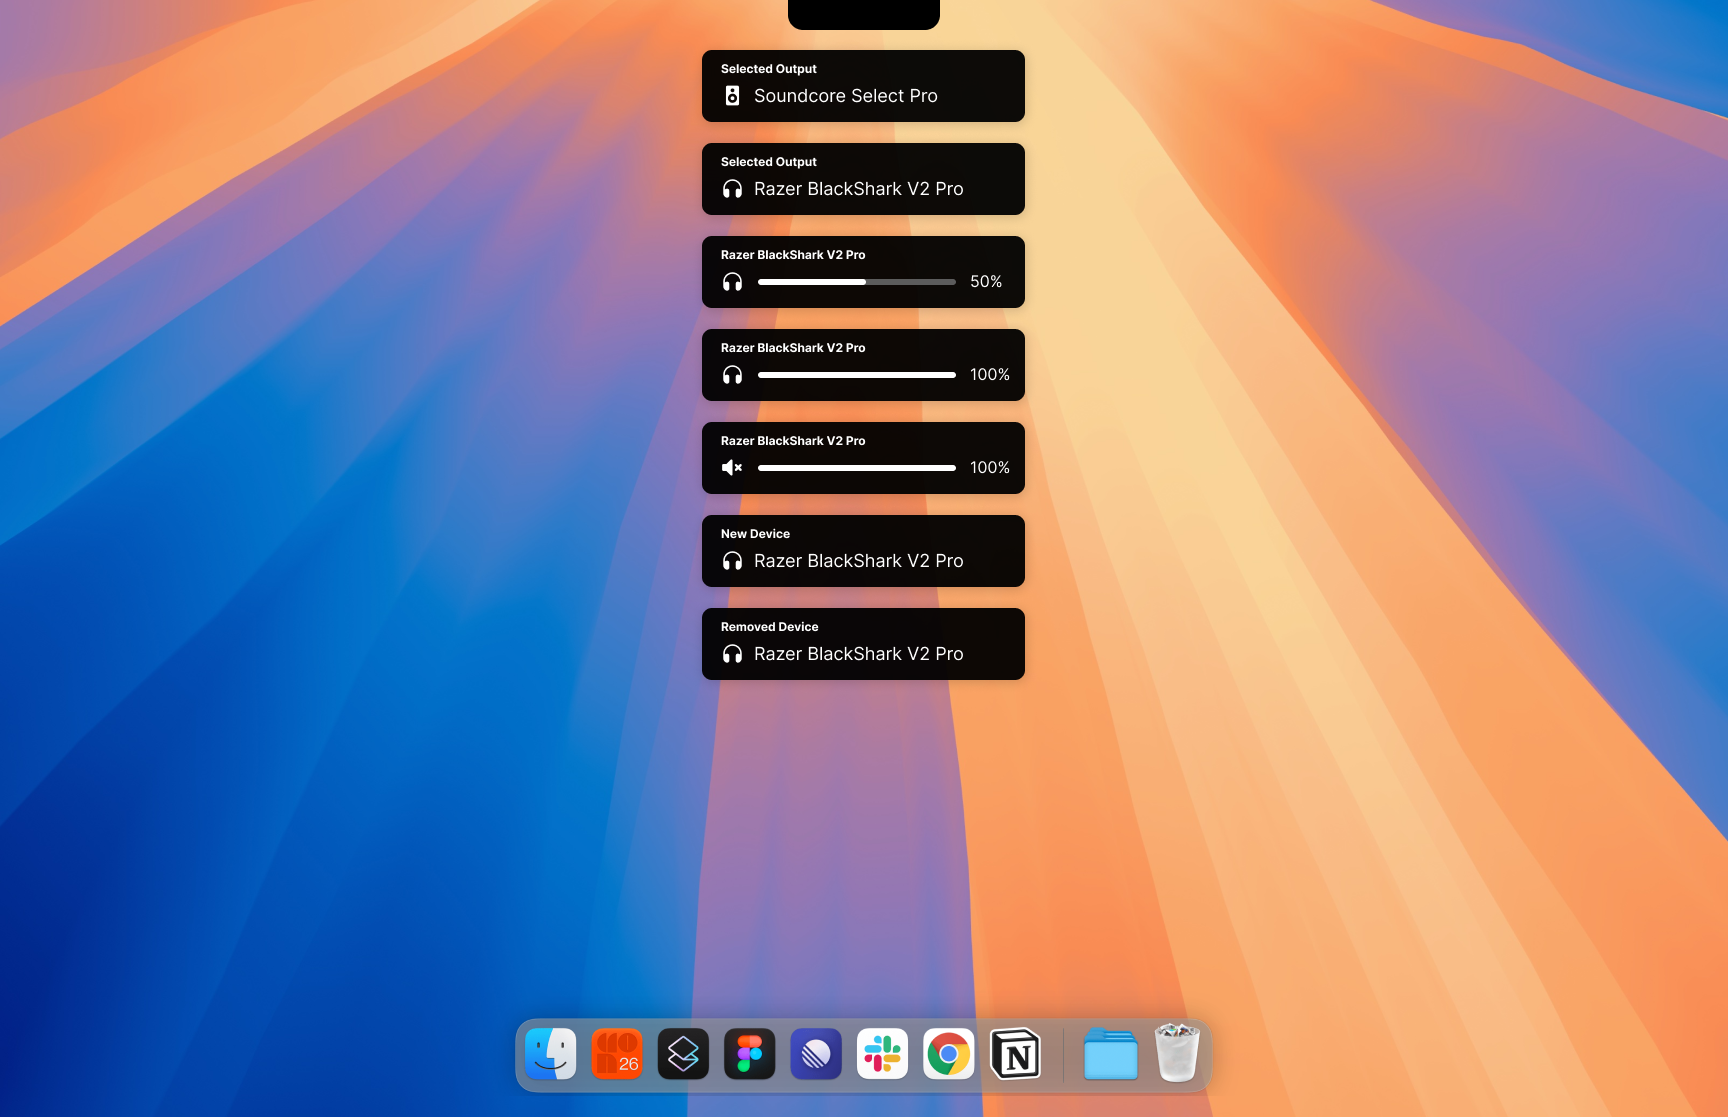 Selected Output
Soundcore Select Pro
Selected Output
Razer BlackShark V2 Pro
Razer BlackShark V2 Pro
50%
Razer BlackShark V2 Pro
100%
Razer BlackShark V2 Pro
100%
New Device
Razer BlackShark V2 Pro
Removed Device
Razer BlackShark V2 Pro
26
N